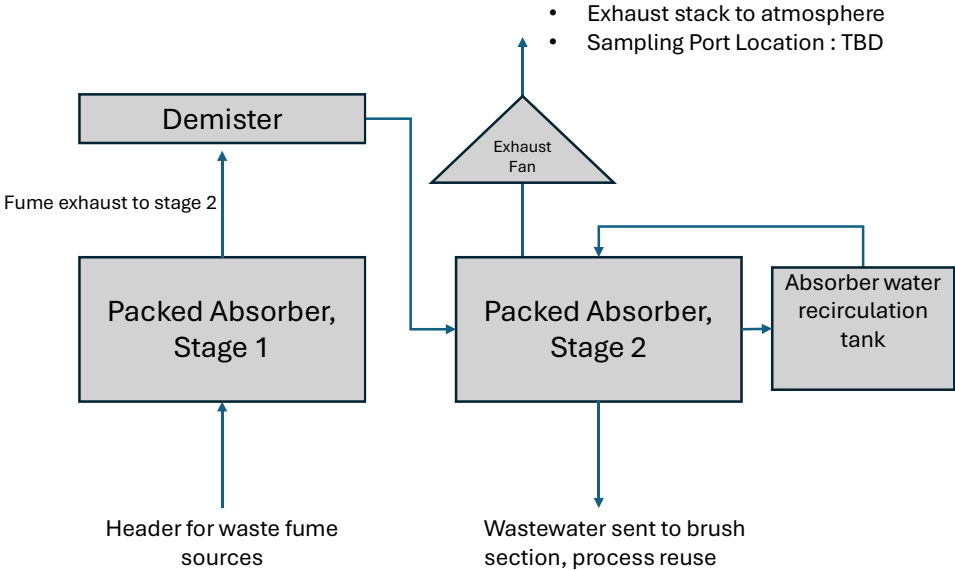 • Exhaust stack to atmosphere
• Sampling Port Location : TBD
Demister
Exhaust
Fan
Fume exhaust to stage 2
Packed Absorber,
Stage 1
Packed Absorber,
Stage 2
Absorber water
recirculation
tank
Header for waste fume
sources
Wastewater sent to brush
section, process reuse